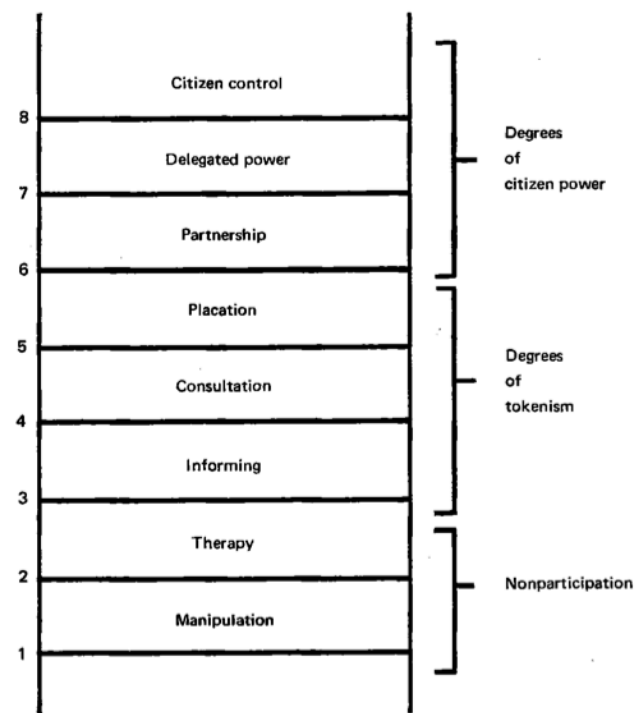 Citizen control
8
Delegated power
7
Partnership
6
Placation
5
Consultation
4
Informing
3
Therapy
2
Manipulation
1
Degrees
of
citizen power
Degrees
of
tokenism
Nonparticipation